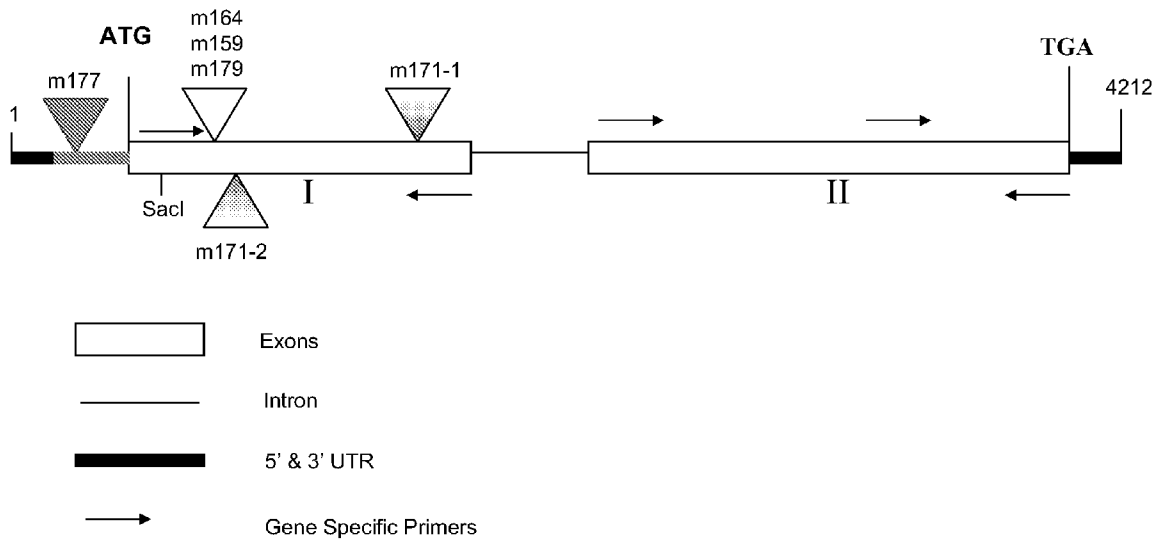 m164
ATG
m159
TGA
m179
m171-1
m177
4212
1
I
II
SacI
m171-2
Exons
Intron
5’ & 3’ UTR
Gene Specific Primers